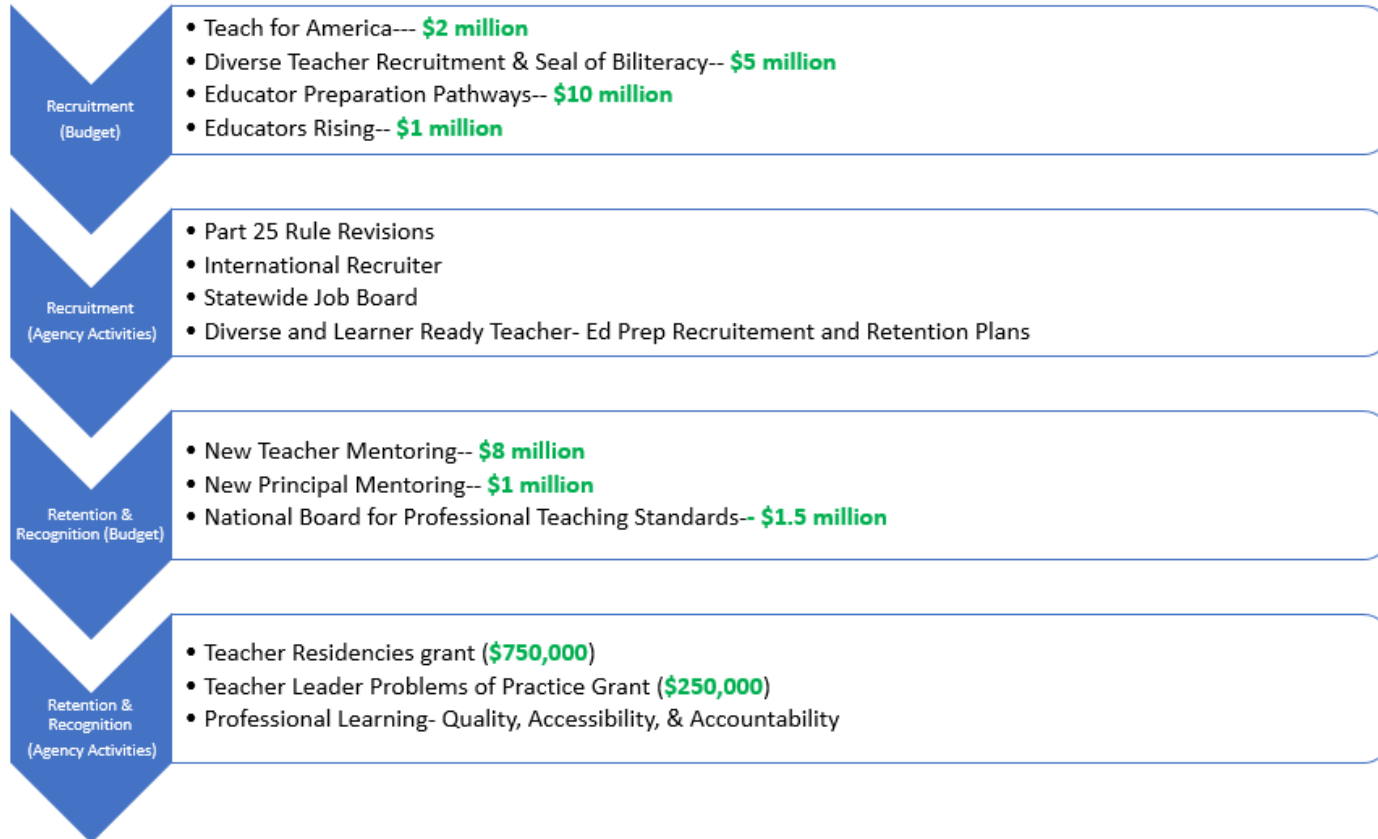 Recruitment
(Budget)
• Teach for America--- $2 million
• Diverse Teacher Recruitment & Seal of Biliteracy-- $5 million
• Educator Preparation Pathways-- $10 million
• Educators Rising-- $1 million
Recruitment
(Agency Activities)
• Part 25 Rule Revisions
• International Recruiter
• Statewide Job Board
• Diverse and Learner Ready Teacher- Ed Prep Recruitement and Retention Plans
Retention &
Recognition (Budget)
• New Teacher Mentoring-- $8 million
• New Principal Mentoring-- $1 million
• National Board for Professional Teaching Standards-- $1.5 million
Retention &
Recognition
(Agency Activities)
• Teacher Residencies grant ($750,000)
• Teacher Leader Problems of Practice Grant ($250,000)
• Professional Learning- Quality, Accessibility, & Accountability